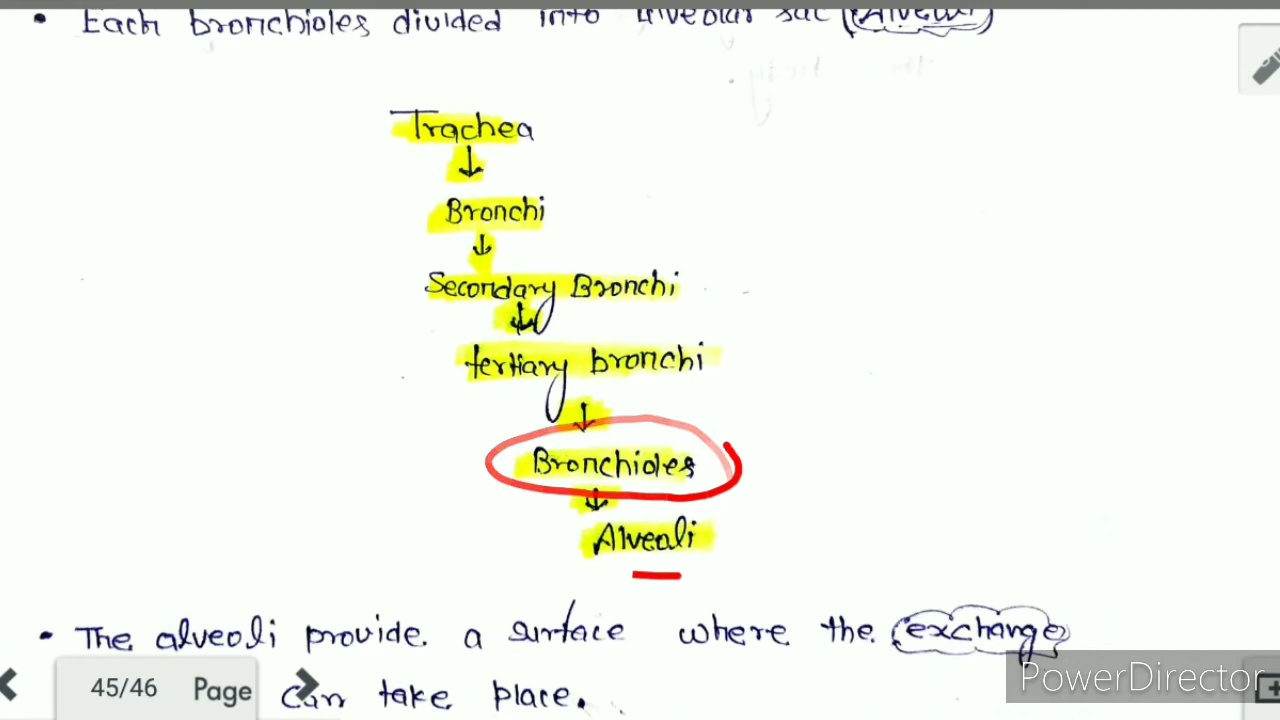 • Each bronchioles divided into Alveolar sac (Alveoli)
Trachea
↓
Bronchi
↓
Secondary Bronchi
↓
tertiary bronchi
↓
Bronchioles
↓
Alveoli
• The alveoli provide a surface where the exchange
can take place.
45/46 Page
PowerDirector